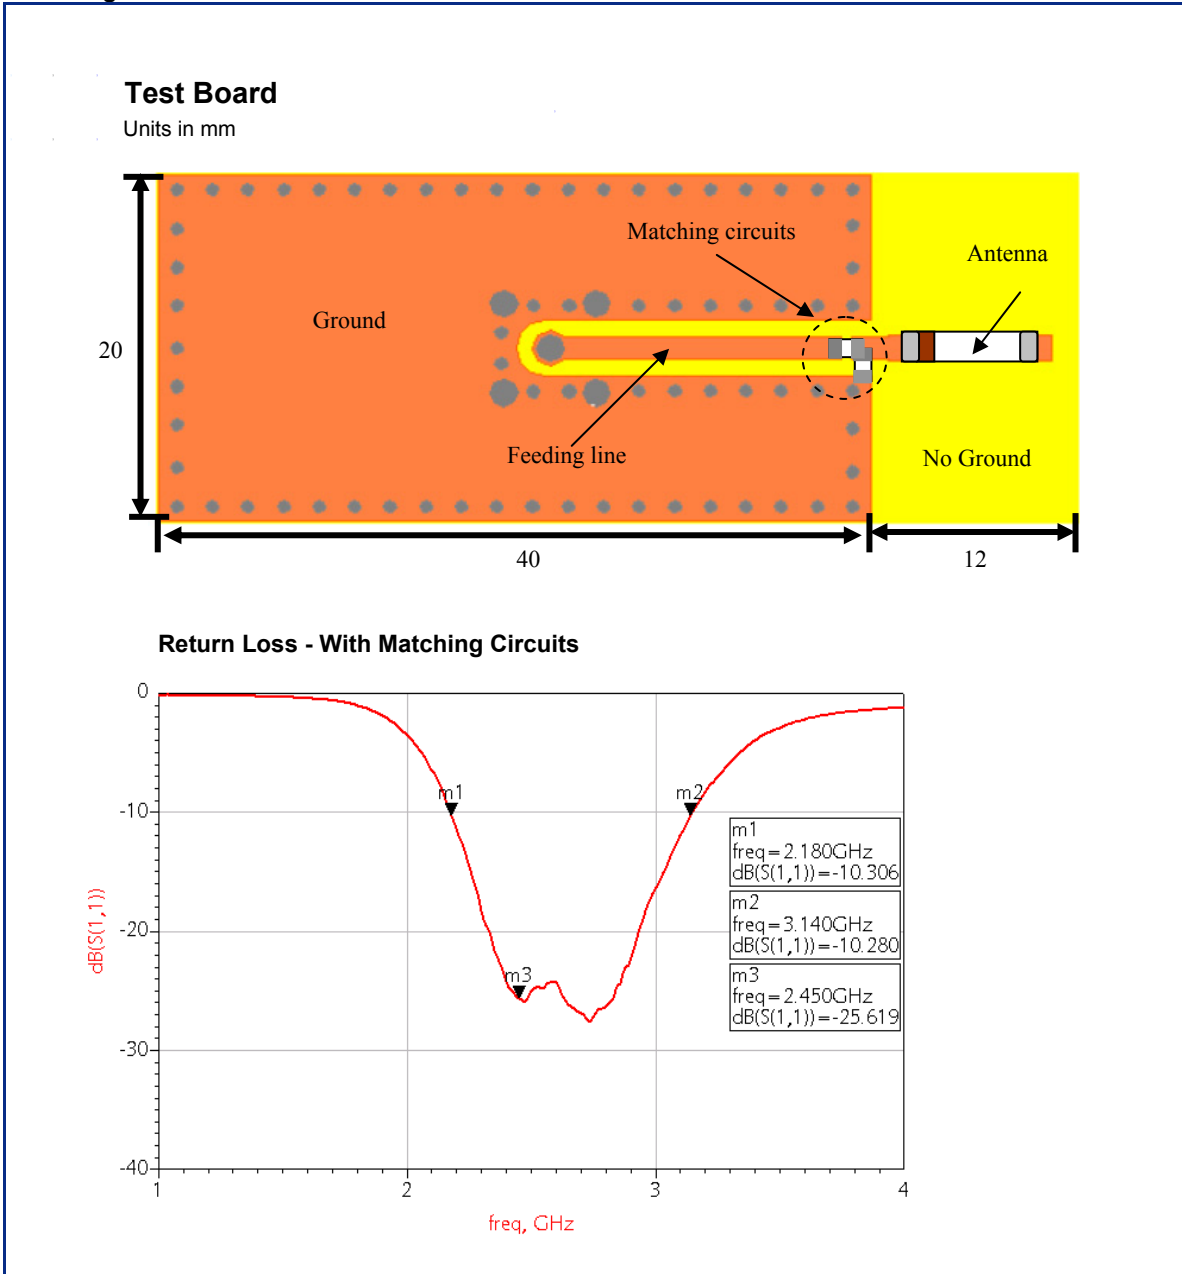 Test Board
Units in mm
Matching circuits
Antenna
Ground
20
Feeding line
No Ground
40
12
Return Loss - With Matching Circuits
0
-10
-20
-30
-40
dB(S(1,1))
m1
m2
m3
m1
freq=2.180GHz
dB(S(1,1))=-10.306
m2
freq=3.140GHz
dB(S(1,1))=-10.280
m3
freq=2.450GHz
dB(S(1,1))=-25.619
1
2
3
4
freq, GHz